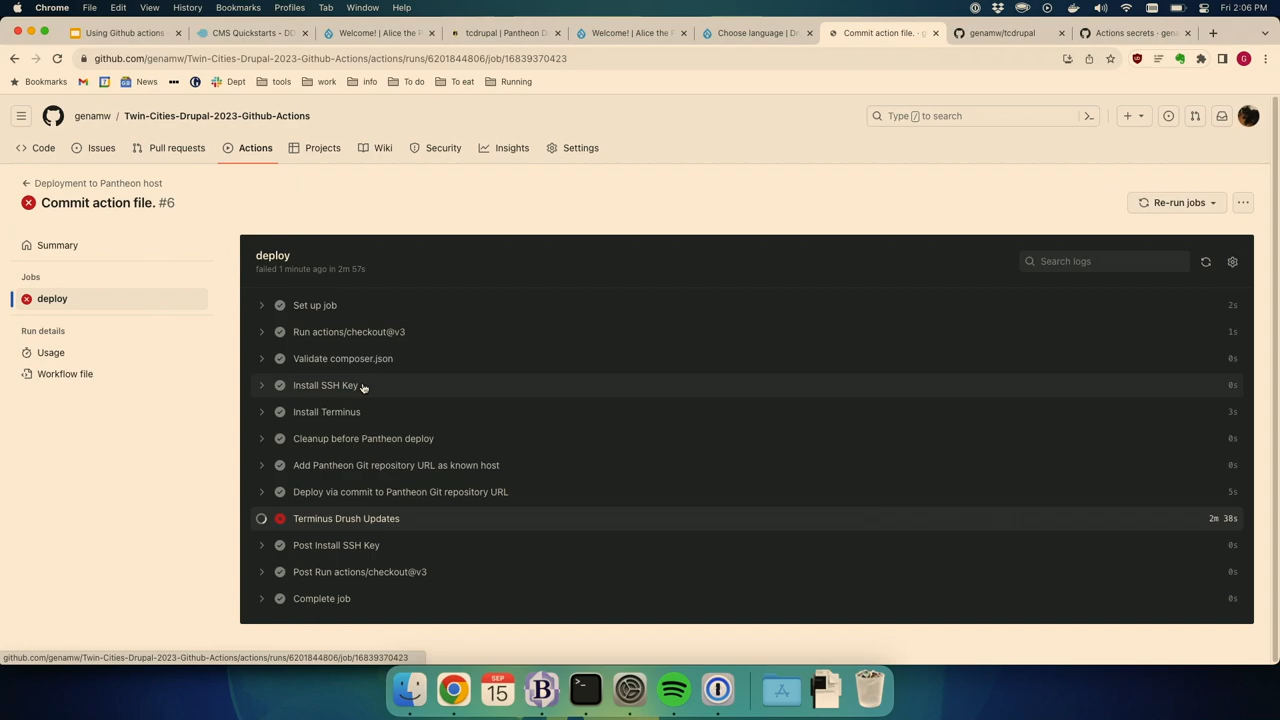 Chrome File Edit View History Bookmarks Profiles Tab Window Help
Fri 2:06 PM
Using Github actions
CMS Quickstarts - DD
Welcome! | Alice the R
tcdrupal | Pantheon D
Welcome! | Alice the F
Choose language | Dr
Commit action file. · g
genamw/tcdrupal
Actions secrets · gena
github.com/genamw/Twin-Cities-Drupal-2023-Github-Actions/actions/runs/6201844806/job/16839370423
G
Bookmarks News Dept tools work info To do To eat Running
genamw / Twin-Cities-Drupal-2023-Github-Actions
Type / to search
Code Issues Pull requests Actions Projects Wiki Security Insights Settings
Deployment to Pantheon host
Commit action file. #6
Re-run jobs
Summary
Jobs
deploy
Run details
Usage
Workflow file
deploy
failed 1 minute ago in 2m 57s
Search logs
Set up job 2s
Run actions/checkout@v3 1s
Validate composer.json 0s
Install SSH Key 0s
Install Terminus 3s
Cleanup before Pantheon deploy 0s
Add Pantheon Git repository URL as known host 0s
Deploy via commit to Pantheon Git repository URL 5s
Terminus Drush Updates 2m 38s
Post Install SSH Key 0s
Post Run actions/checkout@v3 0s
Complete job 0s
github.com/genamw/Twin-Cities-Drupal-2023-Github-Actions/actions/runs/6201844806/job/16839370423
SEP
15
B